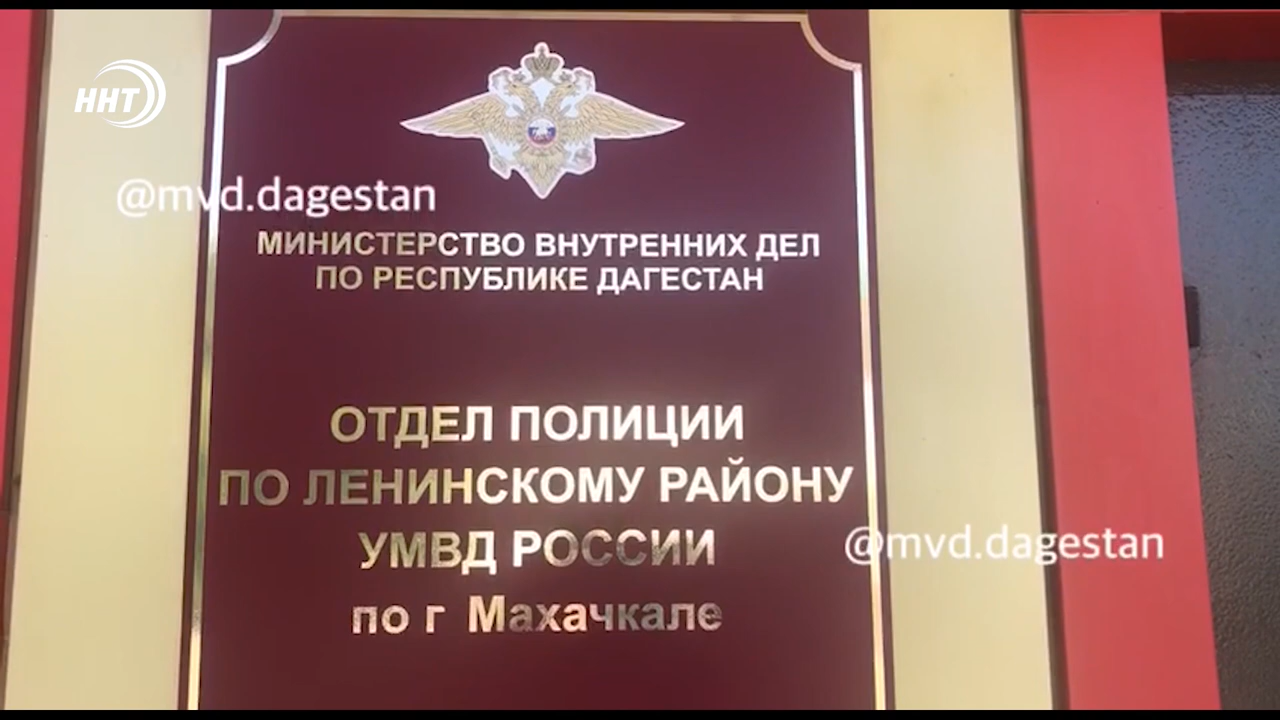 ННТ
@mvd.dagestan
МИНИСТЕРСТВО ВНУТРЕННИХ ДЕЛ
ПО РЕСПУБЛИКЕ ДАГЕСТАН
ОТДЕЛ ПОЛИЦИИ
ПО ЛЕНИНСКОМУ РАЙОНУ
УМВД РОССИИ
@mvd.dagestan
по г Махачкале